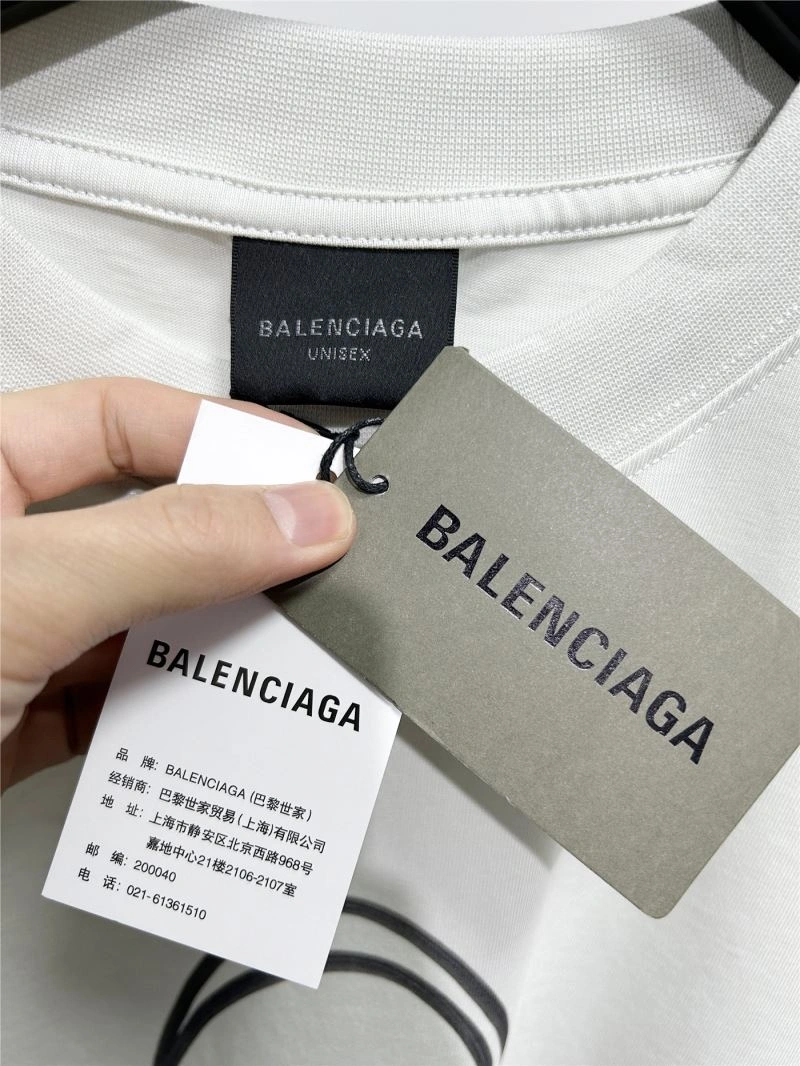 BALENCIAGA
UNISEX
BALENCIAGA
BALENCIAGA
品 牌: BALENCIAGA (巴黎世家)
经销商: 巴黎世家贸易(上海)有限公司
地 址: 上海市静安区北京西路968号
嘉地中心21楼2106-2107室
邮 编: 200040
电 话: 021-61361510